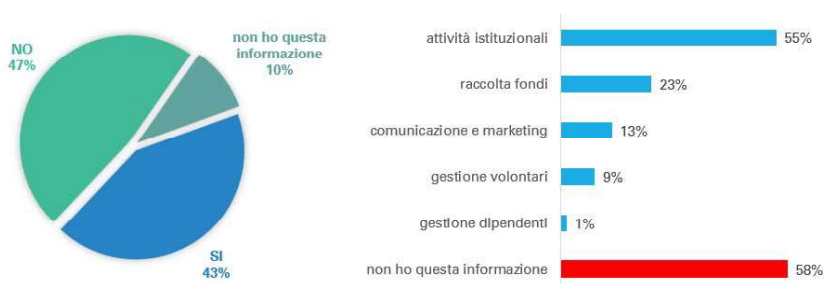 NO
47%
non ho questa
informazione
10%
SI
43%
attività istituzionali 55%
raccolta fondi 23%
comunicazione e marketing 13%
gestione volontari 9%
gestione dipendenti 1%
non ho questa informazione 58%